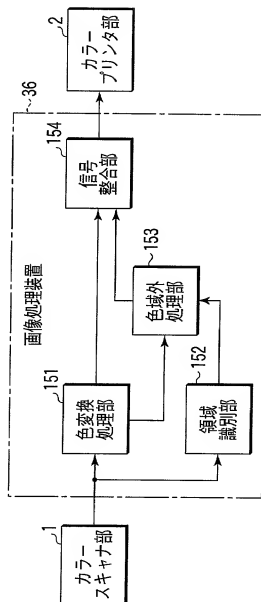 1
カラー
スキャナ部
画像処理装置
36
151
色変換
処理部
152
領域
識別部
153
色域外
処理部
154
信号
整合部
2
カラー
プリンタ部